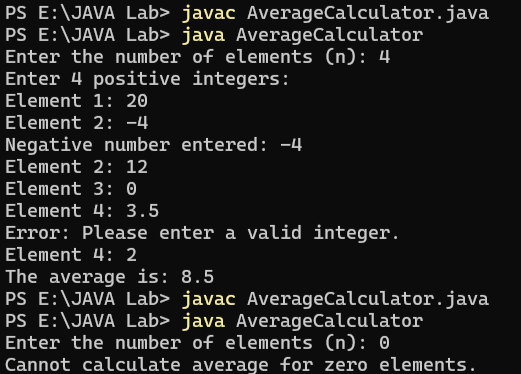 PS E:\JAVA Lab> javac AverageCalculator.java
PS E:\JAVA Lab> java AverageCalculator
Enter the number of elements (n): 4
Enter 4 positive integers:
Element 1: 20
Element 2: -4
Negative number entered: -4
Element 2: 12
Element 3: 0
Element 4: 3.5
Error: Please enter a valid integer.
Element 4: 2
The average is: 8.5
PS E:\JAVA Lab> javac AverageCalculator.java
PS E:\JAVA Lab> java AverageCalculator
Enter the number of elements (n): 0
Cannot calculate average for zero elements.